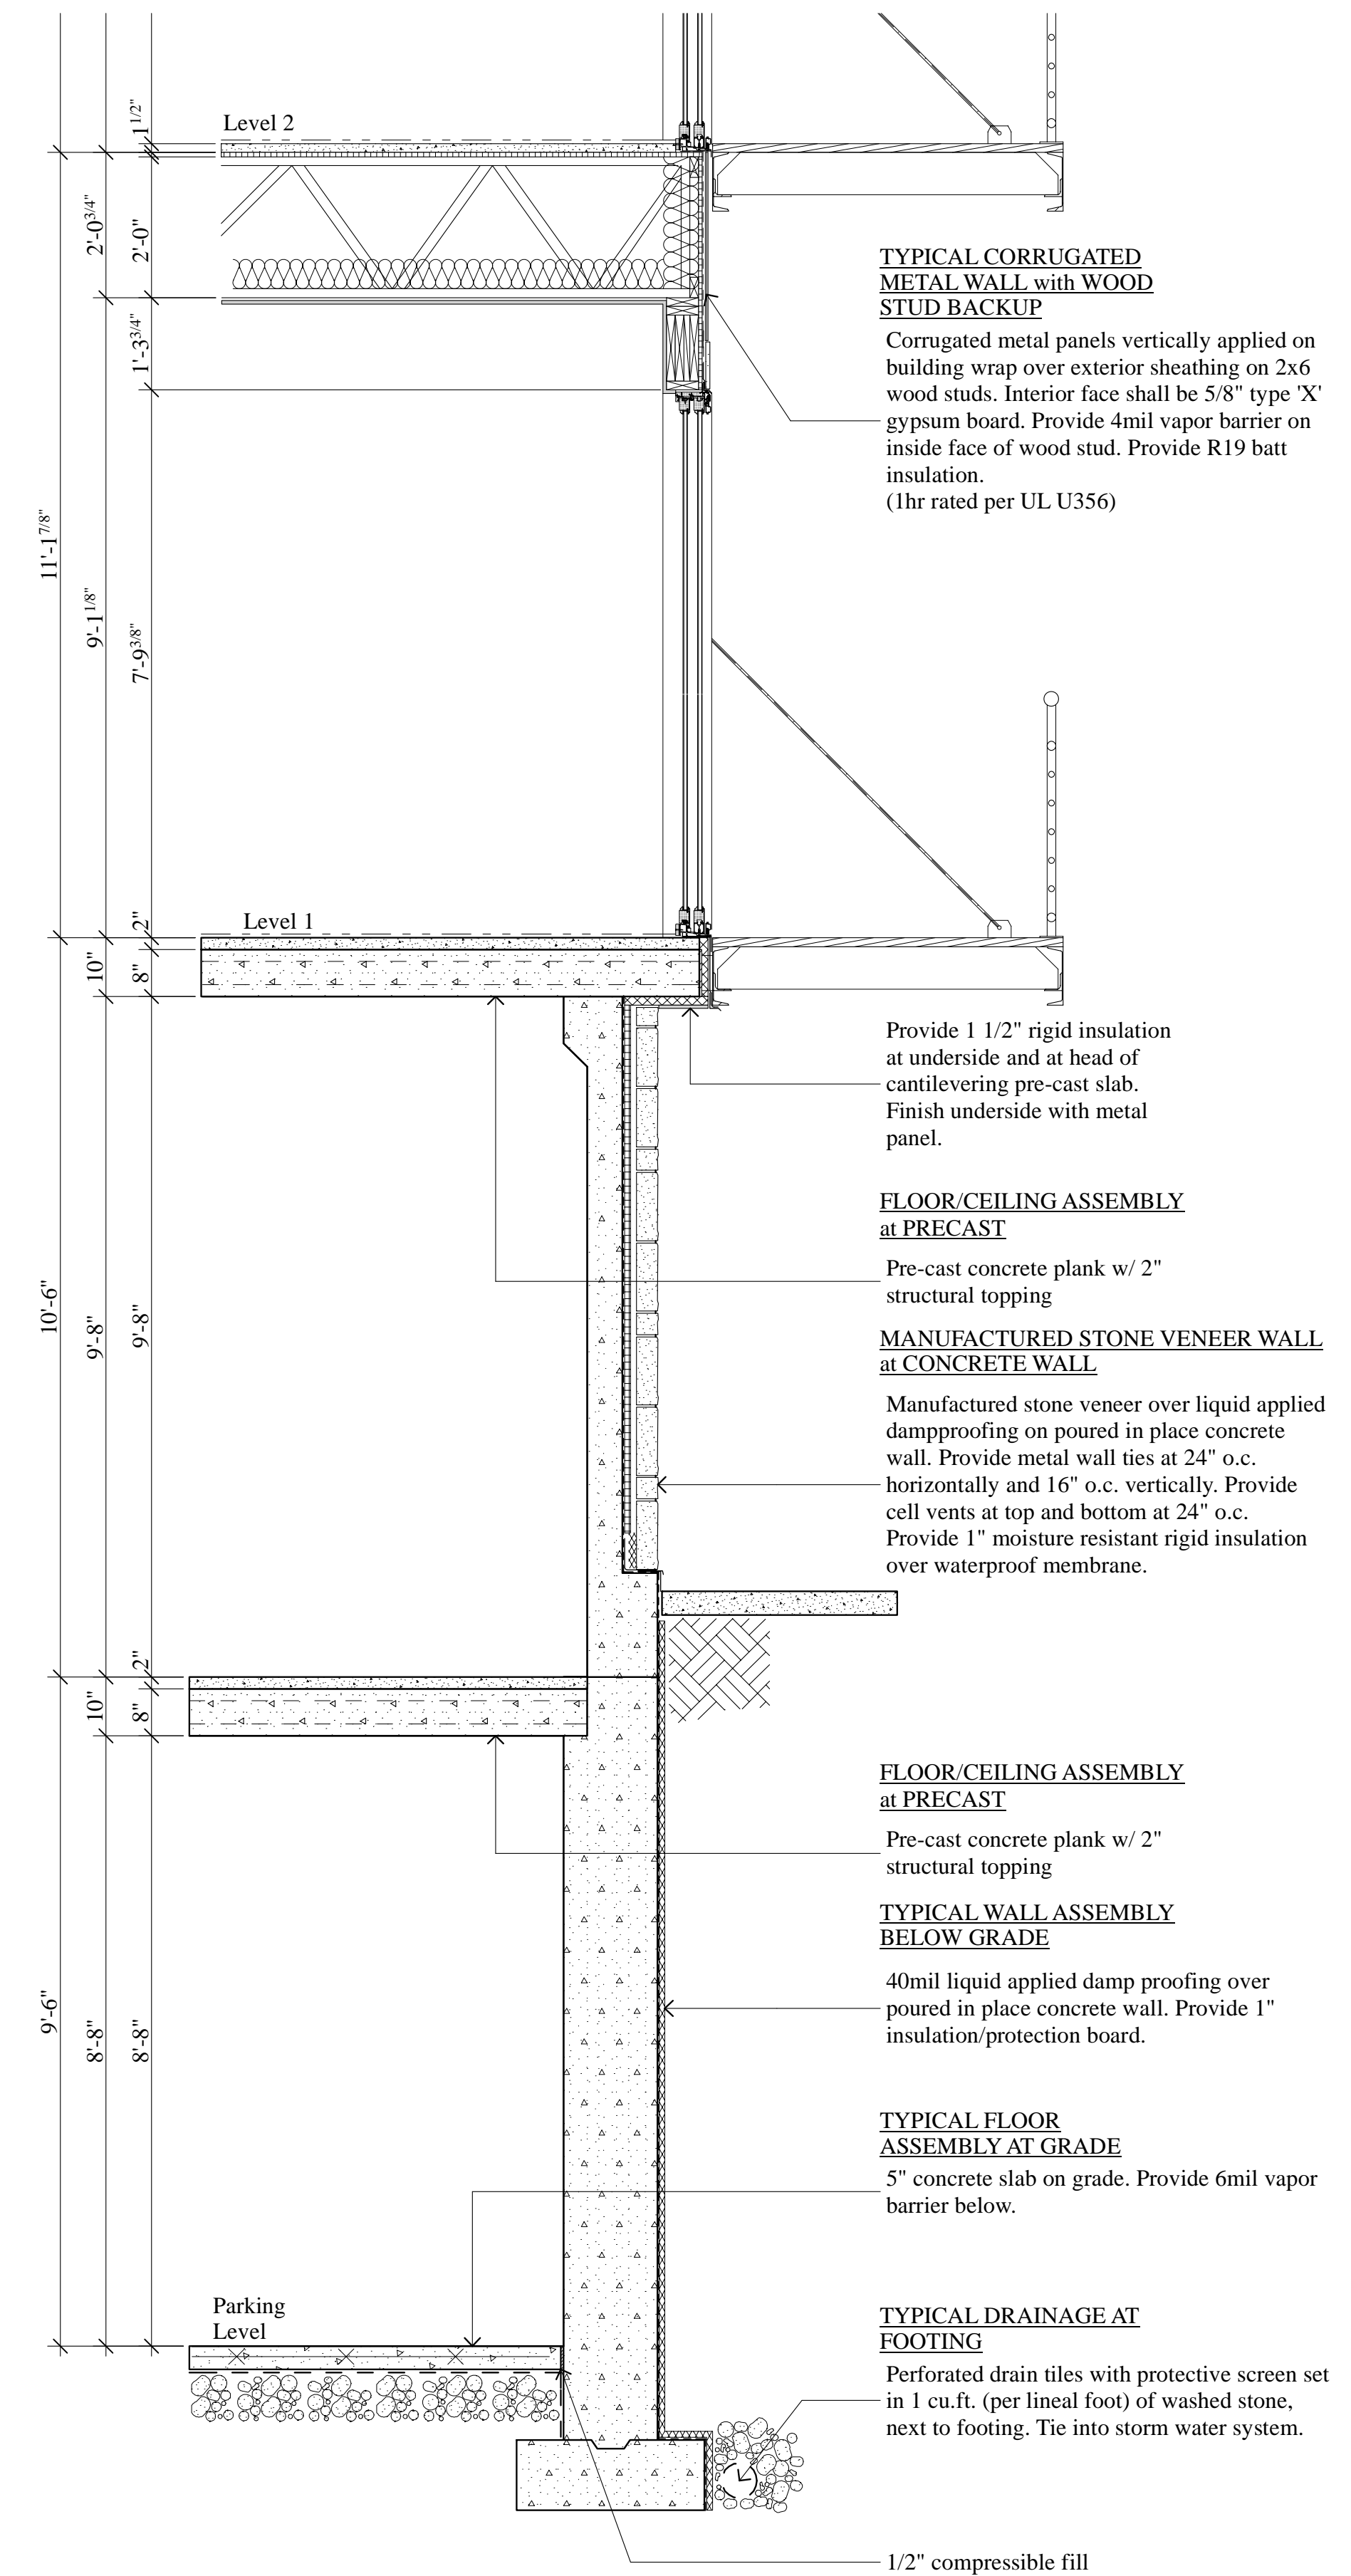 1 1/2"
Level 2
2'-0 3/4"
2'-0"
1'-3 3/4"
TYPICAL CORRUGATED
METAL WALL with WOOD
STUD BACKUP
Corrugated metal panels vertically applied on
building wrap over exterior sheathing on 2x6
wood studs. Interior face shall be 5/8" type 'X'
gypsum board. Provide 4mil vapor barrier on
inside face of wood stud. Provide R19 batt
insulation.
(1hr rated per UL U356)
11'-1 7/8"
9'-1 1/8"
7'-9 3/8"
Level 1
2"
10"
8"
Provide 1 1/2" rigid insulation
at underside and at head of
cantilevering pre-cast slab.
Finish underside with metal
panel.
FLOOR/CEILING ASSEMBLY
at PRECAST
Pre-cast concrete plank w/ 2"
structural topping
10'-6"
9'-8"
9'-8"
MANUFACTURED STONE VENEER WALL
at CONCRETE WALL
Manufactured stone veneer over liquid applied
dampproofing on poured in place concrete
wall. Provide metal wall ties at 24" o.c.
horizontally and 16" o.c. vertically. Provide
cell vents at top and bottom at 24" o.c.
Provide 1" moisture resistant rigid insulation
over waterproof membrane.
2"
10"
8"
FLOOR/CEILING ASSEMBLY
at PRECAST
Pre-cast concrete plank w/ 2"
structural topping
TYPICAL WALL ASSEMBLY
BELOW GRADE
40mil liquid applied damp proofing over
poured in place concrete wall. Provide 1"
insulation/protection board.
9'-6"
8'-8"
8'-8"
TYPICAL FLOOR
ASSEMBLY AT GRADE
5" concrete slab on grade. Provide 6mil vapor
barrier below.
Parking
Level
TYPICAL DRAINAGE AT
FOOTING
Perforated drain tiles with protective screen set
in 1 cu.ft. (per lineal foot) of washed stone,
next to footing. Tie into storm water system.
1/2" compressible fill